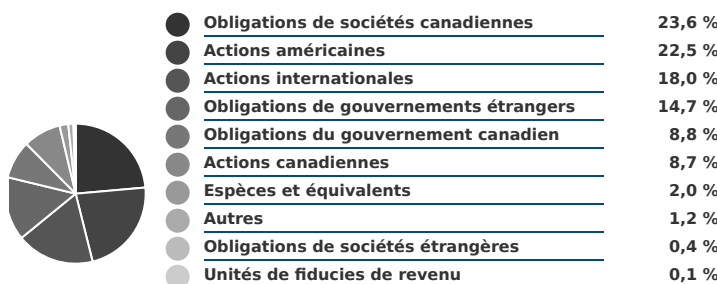 Obligations de sociétés canadiennes 23,6 %
Actions américaines 22,5 %
Actions internationales 18,0 %
Obligations de gouvernements étrangers 14,7 %
Obligations du gouvernement canadien 8,8 %
Actions canadiennes 8,7 %
Espèces et équivalents 2,0 %
Autres 1,2 %
Obligations de sociétés étrangères 0,4 %
Unités de fiducies de revenu 0,1 %